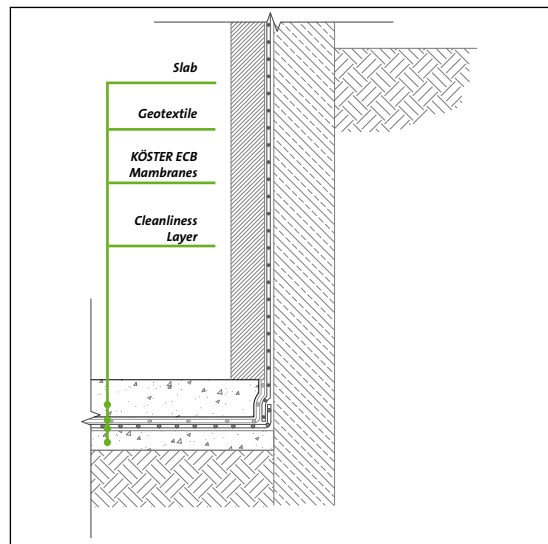 Slab
Geotextile
KÖSTER ECB
Mambranes
Cleanliness
Layer